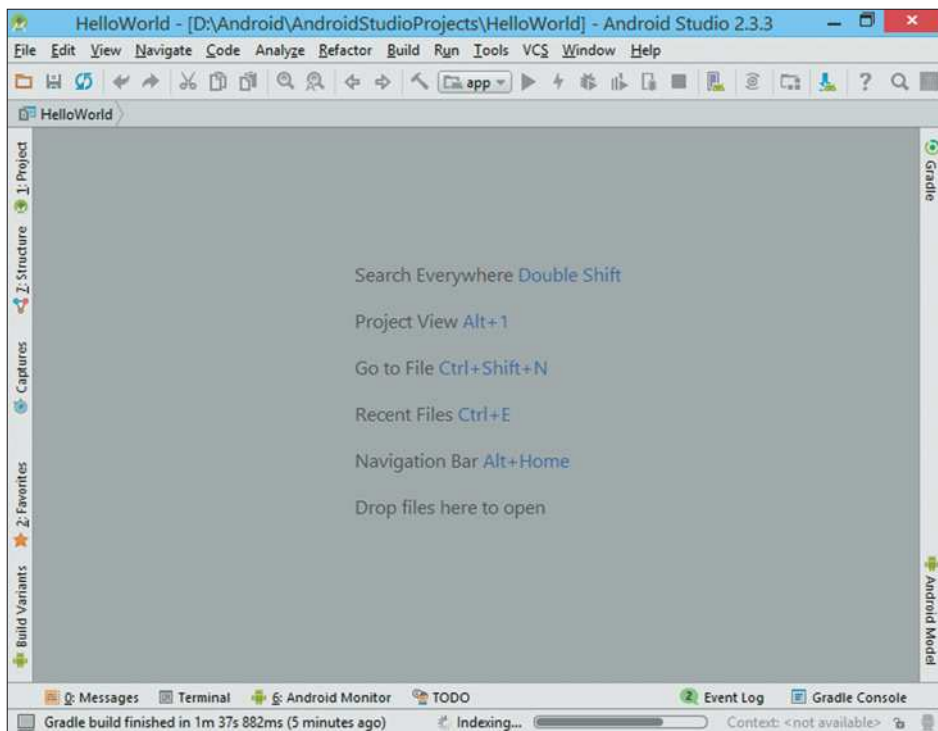 HelloWorld - [D:\Android\AndroidStudioProjects\HelloWorld] - Android Studio 2.3.3
File Edit View Navigate Code Analyze Refactor Build Run Tools VCS Window Help
app
HelloWorld
1: Project
7: Structure
Captures
2: Favorites
Build Variants
Search Everywhere Double Shift
Project View Alt+1
Go to File Ctrl+Shift+N
Recent Files Ctrl+E
Navigation Bar Alt+Home
Drop files here to open
Gradle
Android Model
0: Messages Terminal 6: Android Monitor TODO 2 Event Log Gradle Console
Gradle build finished in 1m 37s 882ms (5 minutes ago) Indexing... Context: <not available>